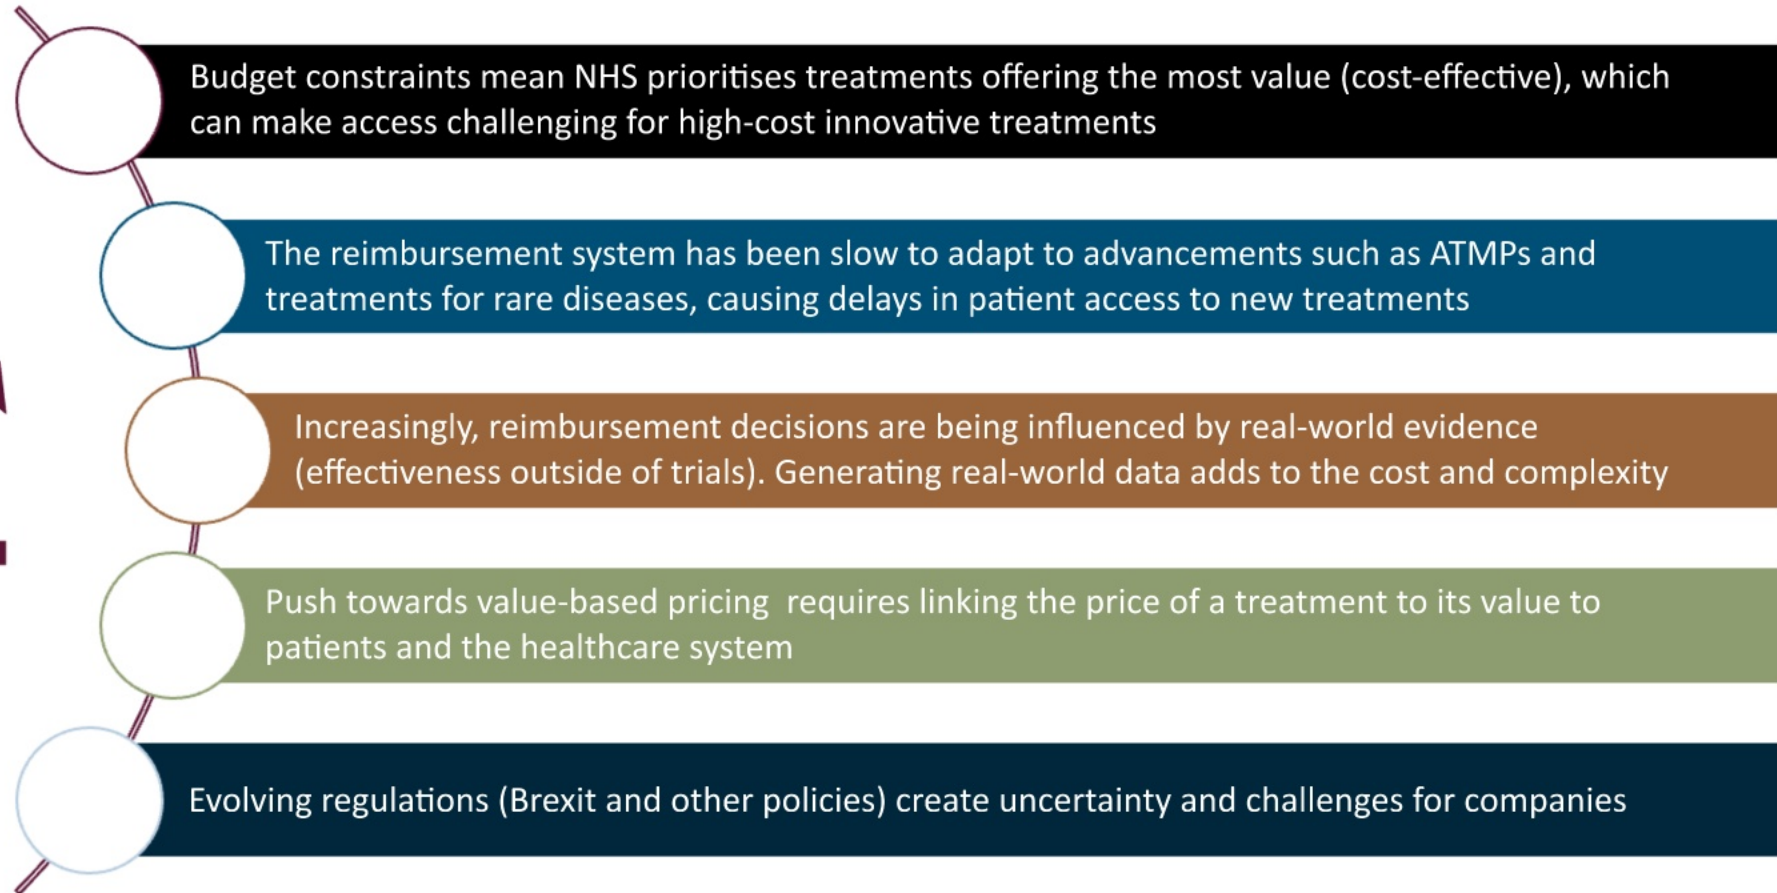 Budget constraints mean NHS prioritises treatments offering the most value (cost-effective), which
can make access challenging for high-cost innovative treatments
The reimbursement system has been slow to adapt to advancements such as ATMPs and
treatments for rare diseases, causing delays in patient access to new treatments
Increasingly, reimbursement decisions are being influenced by real-world evidence
(effectiveness outside of trials). Generating real-world data adds to the cost and complexity
Push towards value-based pricing  requires linking the price of a treatment to its value to
patients and the healthcare system
Evolving regulations (Brexit and other policies) create uncertainty and challenges for companies